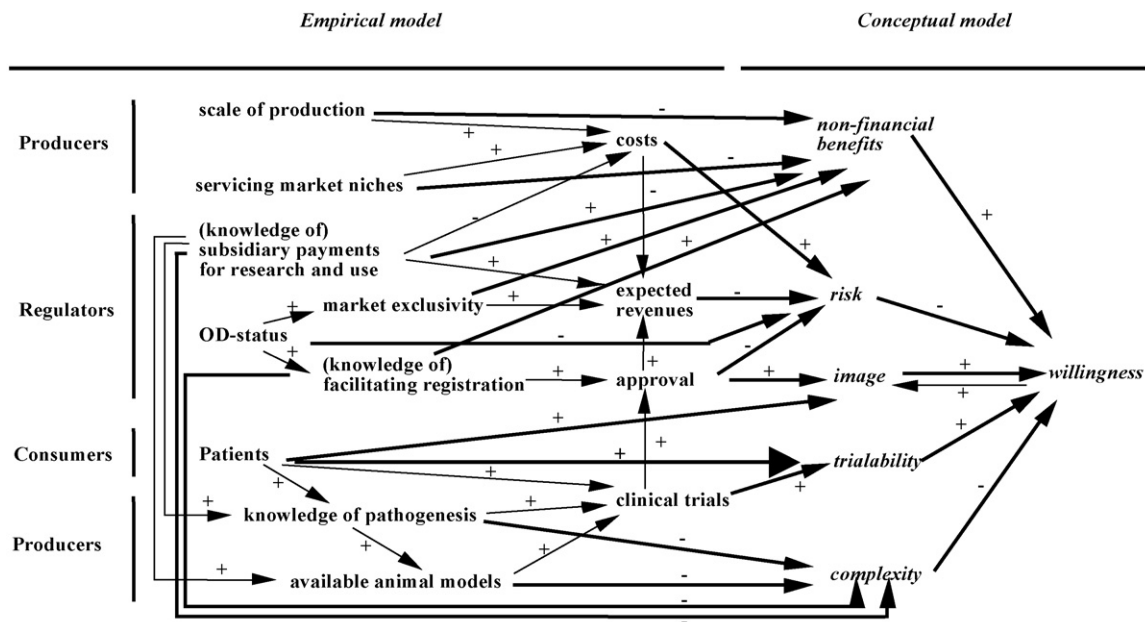 Empirical model
Conceptual model
Producers
scale of production
-
+
+
costs
non-financial
benefits
servicing market niches
-
-
-
+
+
+
+
+
+
Regulators
(knowledge of)
subsidiary payments
for research and use
market exclusivity
+
+
expected
revenues
-
risk
-
OD-status
+
-
-
(knowledge of)
facilitating registration
+
+
approval
+
image
+
+
willingness
Consumers
Patients
+
+
+
+
+
trialability
+
+
clinical trials
+
-
Producers
+
knowledge of pathogenesis
+
+
+
-
+
available animal models
-
complexity
-
-